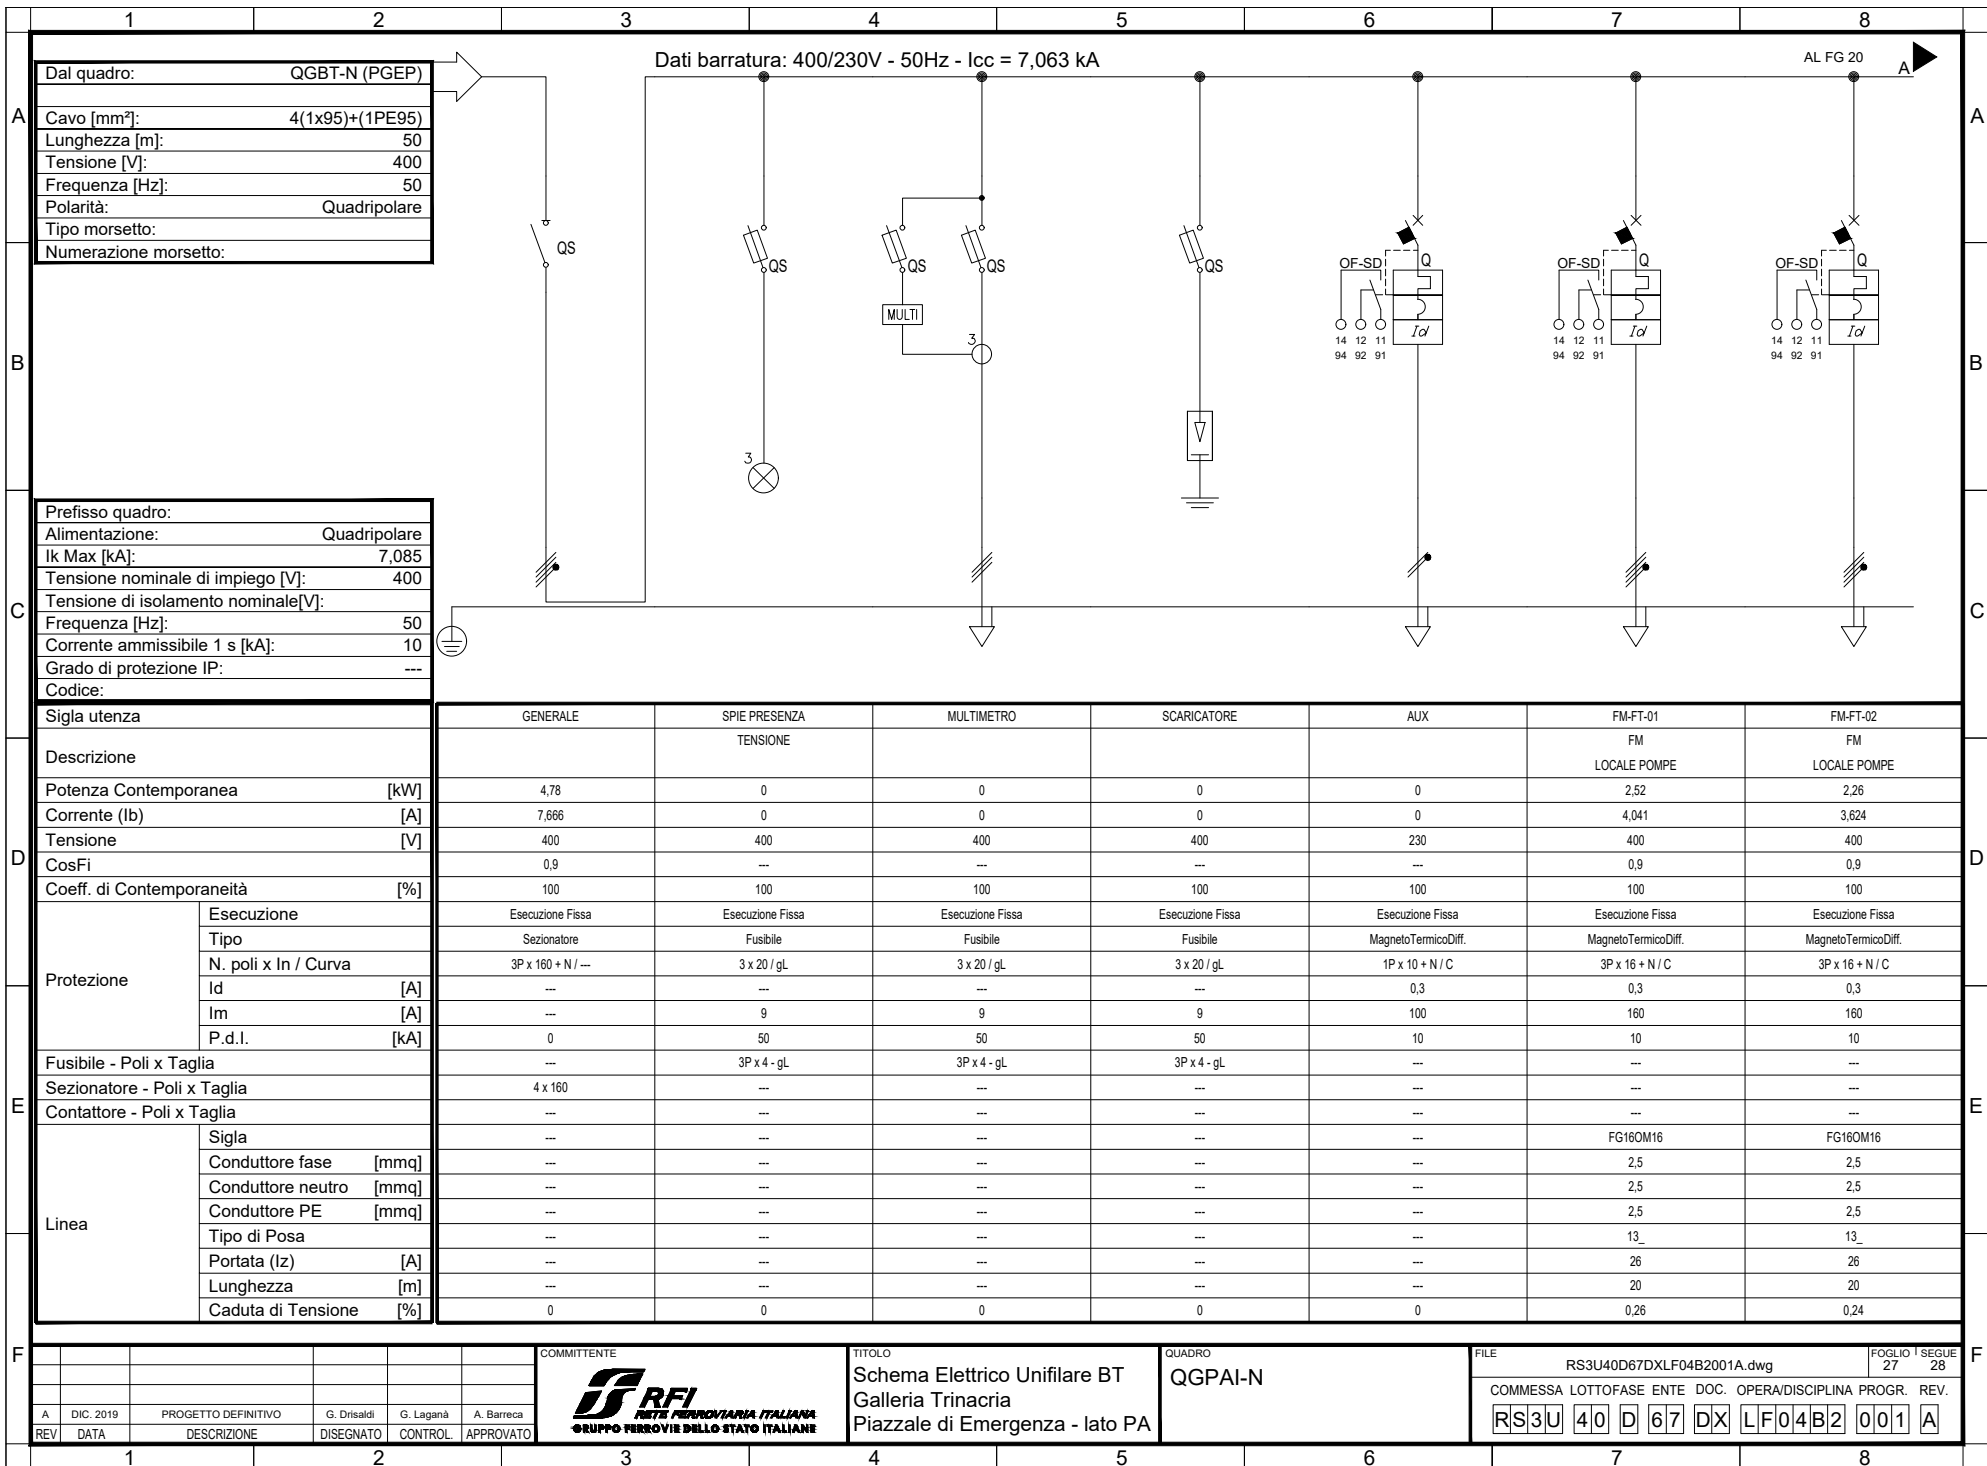 1 2 3 4 5 6 7 8
Dati barratura: 400/230V - 50Hz - Icc = 7,063 kA
AL FG 20 A
Dal quadro: QGBT-N (PGEP)
Cavo [mm²]: 4(1x95)+(1PE95)
Lunghezza [m]: 50
Tensione [V]: 400
Frequenza [Hz]: 50
Polarità: Quadripolare
Tipo morsetto:
Numerazione morsetto:
A A
QS QS QS QS QS
MULTI
3
3
OF-SD Q OF-SD Q OF-SD Q
Id Id Id
14 12 11 14 12 11 14 12 11
94 92 91 94 92 91 94 92 91
B B
Prefisso quadro:
Alimentazione: Quadripolare
Ik Max [kA]: 7,085
Tensione nominale di impiego [V]: 400
Tensione di isolamento nominale[V]:
Frequenza [Hz]: 50
Corrente ammissibile 1 s [kA]: 10
Grado di protezione IP: ---
Codice:
C C
Sigla utenza GENERALE SPIE PRESENZA MULTIMETRO SCARICATORE AUX FM-FT-01 FM-FT-02
Descrizione TENSIONE FM FM
LOCALE POMPE LOCALE POMPE
Potenza Contemporanea [kW] 4,78 0 0 0 0 2,52 2,26
Corrente (Ib) [A] 7,666 0 0 0 0 4,041 3,624
Tensione [V] 400 400 400 400 230 400 400
D D
CosFi 0,9 --- --- --- --- 0,9 0,9
Coeff. di Contemporaneità [%] 100 100 100 100 100 100 100
Protezione
Esecuzione Esecuzione Fissa Esecuzione Fissa Esecuzione Fissa Esecuzione Fissa Esecuzione Fissa Esecuzione Fissa Esecuzione Fissa
Tipo Sezionatore Fusibile Fusibile Fusibile MagnetoTermicoDiff. MagnetoTermicoDiff. MagnetoTermicoDiff.
N. poli x In / Curva 3P x 160 + N / --- 3 x 20 / gL 3 x 20 / gL 3 x 20 / gL 1P x 10 + N / C 3P x 16 + N / C 3P x 16 + N / C
Id [A] --- --- --- --- 0,3 0,3 0,3
Im [A] --- 9 9 9 100 160 160
P.d.I. [kA] 0 50 50 50 10 10 10
Fusibile - Poli x Taglia --- 3P x 4 - gL 3P x 4 - gL 3P x 4 - gL --- --- ---
Sezionatore - Poli x Taglia 4 x 160 --- --- --- --- --- ---
E E
Contattore - Poli x Taglia --- --- --- --- --- --- ---
Linea
Sigla --- --- --- --- --- FG16OM16 FG16OM16
Conduttore fase [mmq] --- --- --- --- --- 2,5 2,5
Conduttore neutro [mmq] --- --- --- --- --- 2,5 2,5
Conduttore PE [mmq] --- --- --- --- --- 2,5 2,5
Tipo di Posa --- --- --- --- --- 13_ 13_
Portata (Iz) [A] --- --- --- --- --- 26 26
Lunghezza [m] --- --- --- --- --- 20 20
Caduta di Tensione [%] 0 0 0 0 0 0,26 0,24
F F
A DIC. 2019 PROGETTO DEFINITIVO G. Drisaldi G. Laganà A. Barreca
REV DATA DESCRIZIONE DISEGNATO CONTROL. APPROVATO
COMMITTENTE
RFI
RETE FERROVIARIA ITALIANA
GRUPPO FERROVIE DELLO STATO ITALIANE
TITOLO
Schema Elettrico Unifilare BT
Galleria Trinacria
Piazzale di Emergenza - lato PA
QUADRO
QGPAI-N
FILE
RS3U40D67DXLF04B2001A.dwg
FOGLIO SEGUE
27 28
COMMESSA LOTTO FASE ENTE DOC. OPERA/DISCIPLINA PROGR. REV.
RS3U 40 D 67 DX LF04B2 001 A
1 2 3 4 5 6 7 8